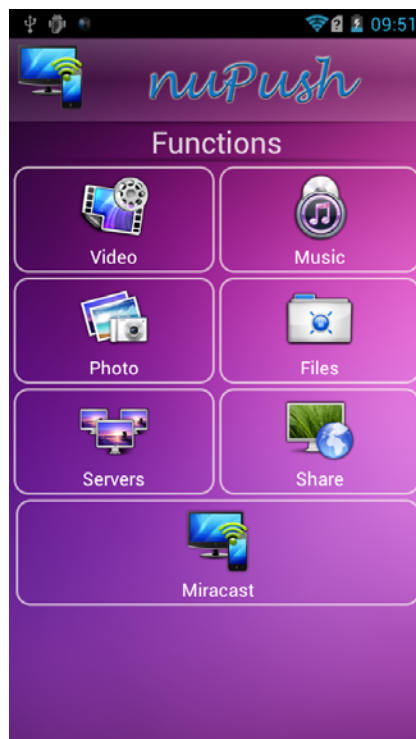 09:51
nuPush
Functions
Video
Music
Photo
Files
Servers
Share
Miracast